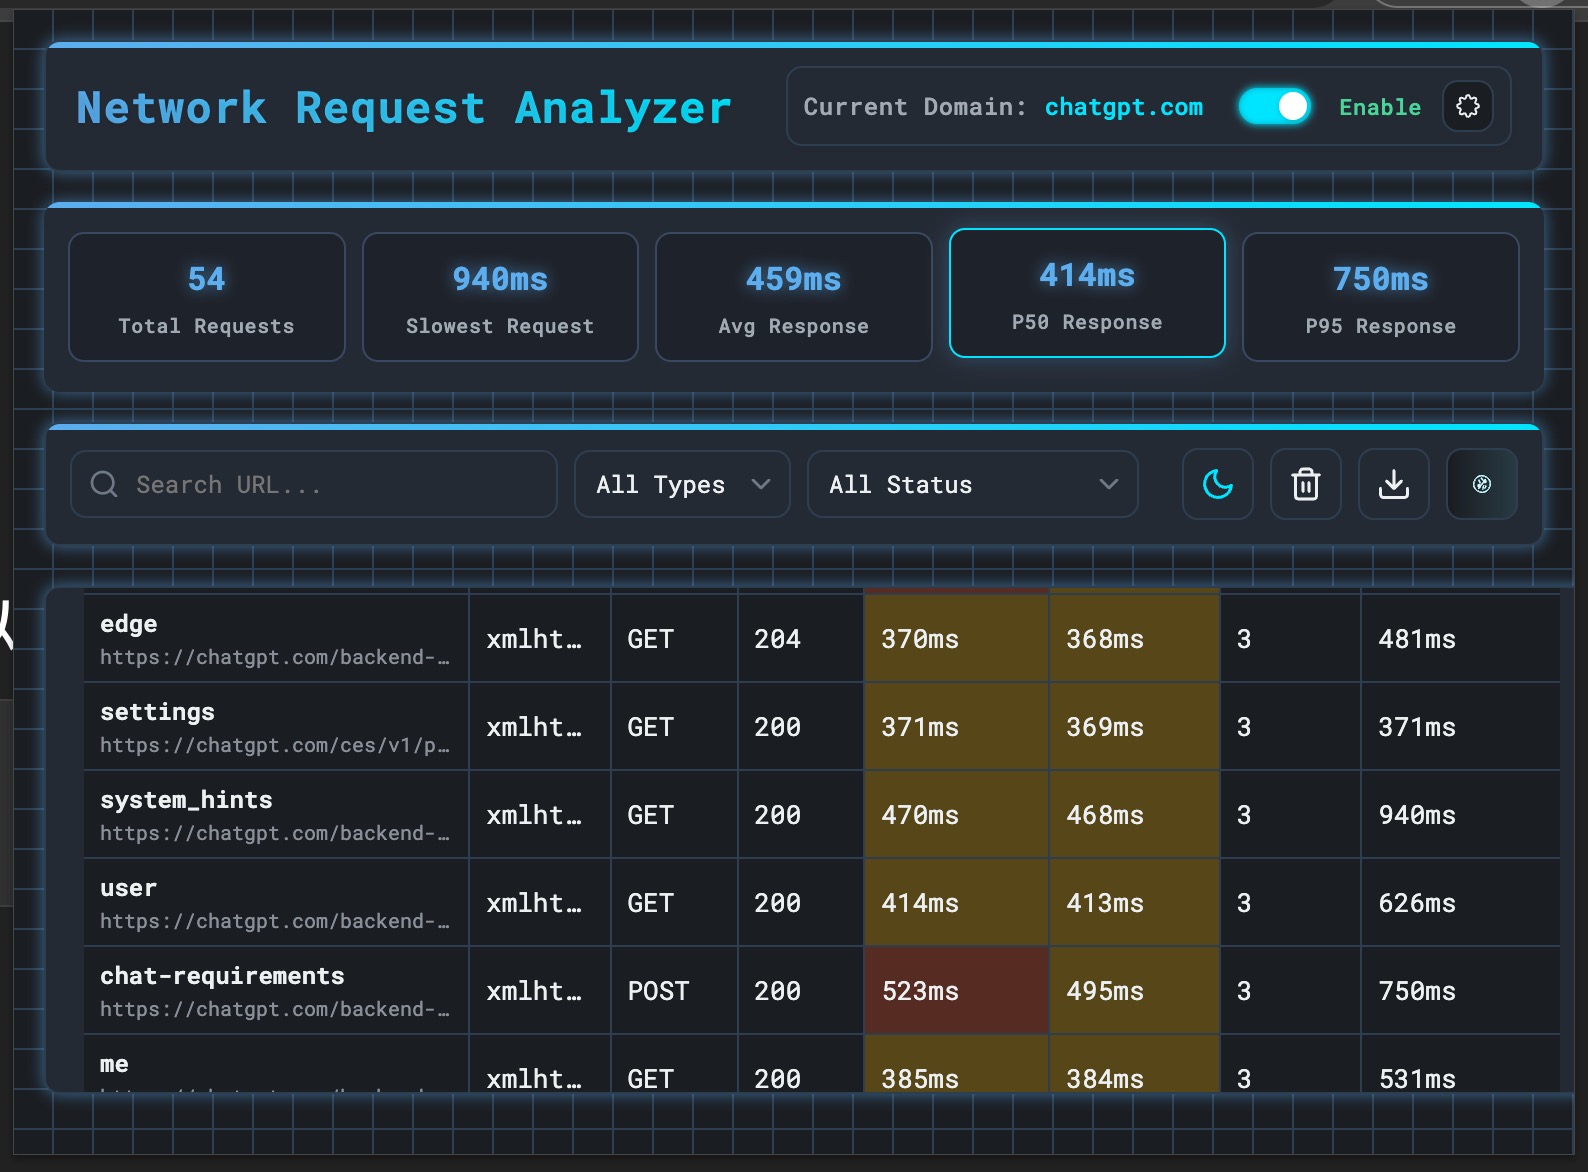 Network Request Analyzer
Current Domain: chatgpt.com
Enable
54
Total Requests
940ms
Slowest Request
459ms
Avg Response
414ms
P50 Response
750ms
P95 Response
Search URL...
All Types
All Status
edge
https://chatgpt.com/backend-…
xmlht… GET 204 370ms 368ms 3 481ms
settings
https://chatgpt.com/ces/v1/p…
xmlht… GET 200 371ms 369ms 3 371ms
system_hints
https://chatgpt.com/backend-…
xmlht… GET 200 470ms 468ms 3 940ms
user
https://chatgpt.com/backend-…
xmlht… GET 200 414ms 413ms 3 626ms
chat-requirements
https://chatgpt.com/backend-…
xmlht… POST 200 523ms 495ms 3 750ms
me
xmlht… GET 200 385ms 384ms 3 531ms